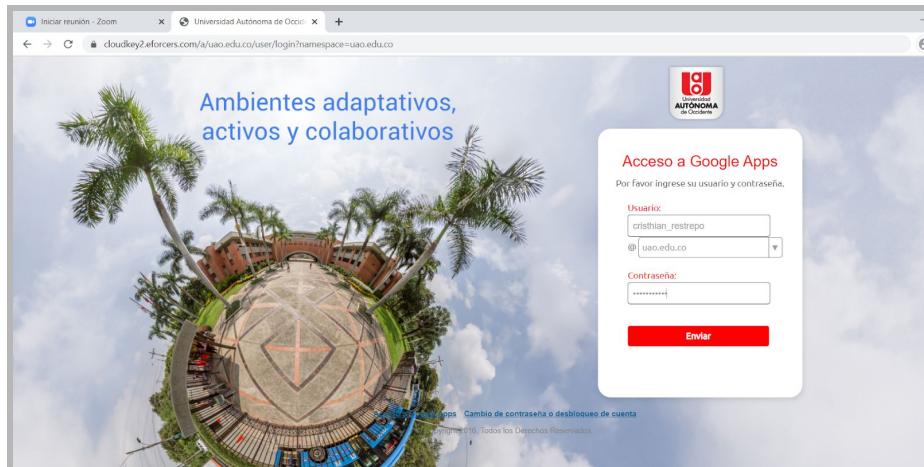 Iniciar reunión - Zoom
Universidad Autónoma de Occid
cloudkey2.eforcers.com/a/uao.edu.co/user/login?namespace=uao.edu.co
Ambientes adaptativos,
activos y colaborativos
Universidad
AUTÓNOMA
de Occidente
Acceso a Google Apps
Por favor ingrese su usuario y contraseña.
Usuario:
cristhian_restrepo
@ uao.edu.co
Contraseña:
Enviar
Apps Cambio de contraseña o desbloqueo de cuenta
2016, Todos los Derechos Reservados.